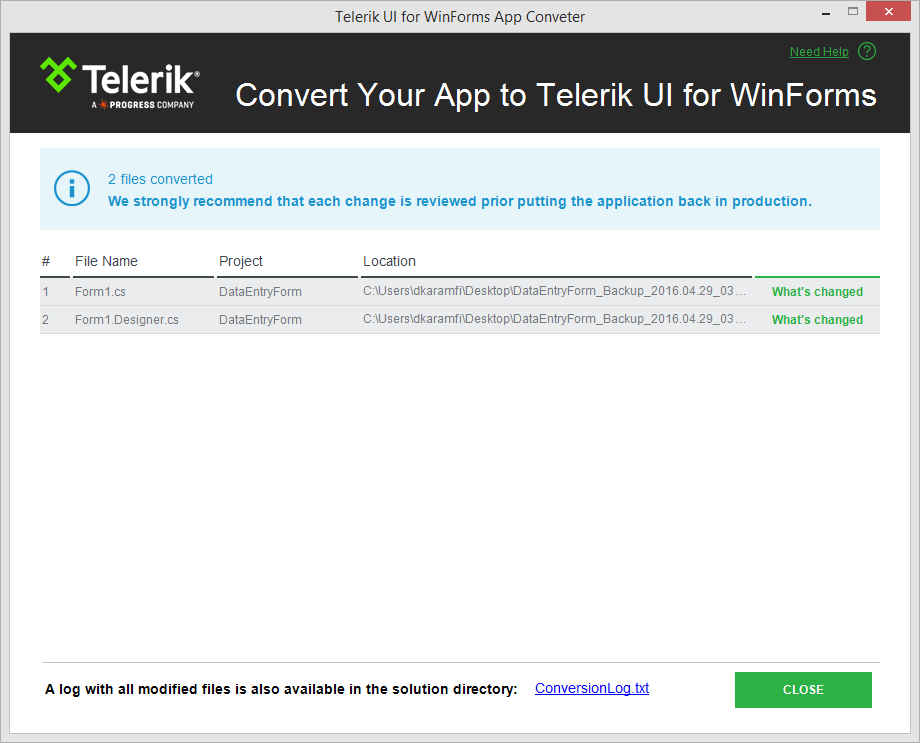 Telerik UI for WinForms App Conveter
Need Help ?
Telerik®
A PROGRESS COMPANY
Convert Your App to Telerik UI for WinForms
2 files converted
We strongly recommend that each change is reviewed prior putting the application back in production.
# File Name Project Location
1 Form1.cs DataEntryForm C:\Users\dkaramfi\Desktop\DataEntryForm_Backup_2016.04.29_03... What's changed
2 Form1.Designer.cs DataEntryForm C:\Users\dkaramfi\Desktop\DataEntryForm_Backup_2016.04.29_03... What's changed
A log with all modified files is also available in the solution directory: ConversionLog.txt
CLOSE